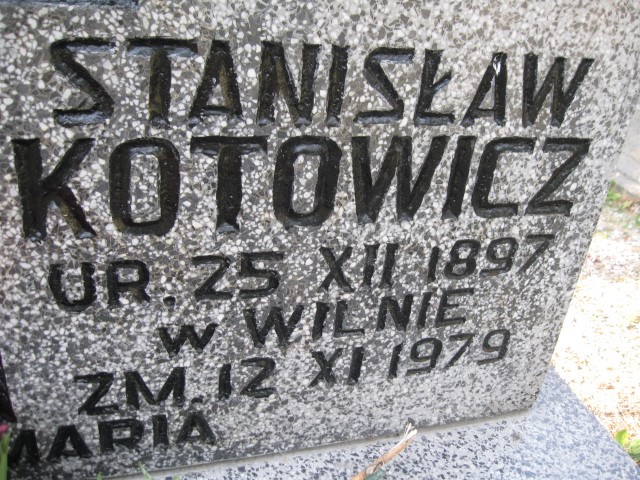 STANISŁAW
KOTOWICZ
UR. 25 XII 1897
W WILNIE
ZM. 12 XI 1979
MARIA